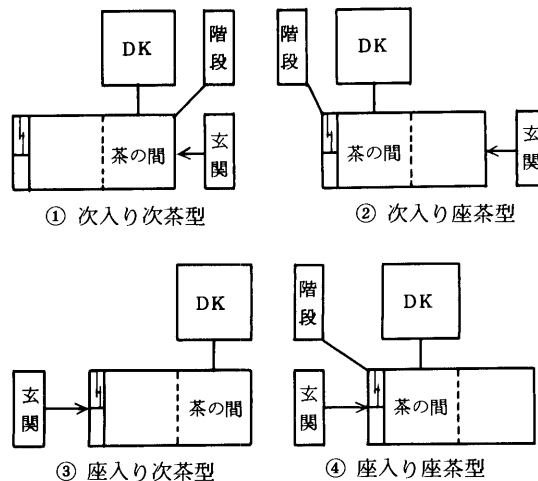 DK
階段
茶の間
玄関
① 次入り次茶型
階段
DK
茶の間
玄関
② 次入り座茶型
DK
玄関
茶の間
③ 座入り次茶型
階段
DK
玄関
茶の間
④ 座入り座茶型